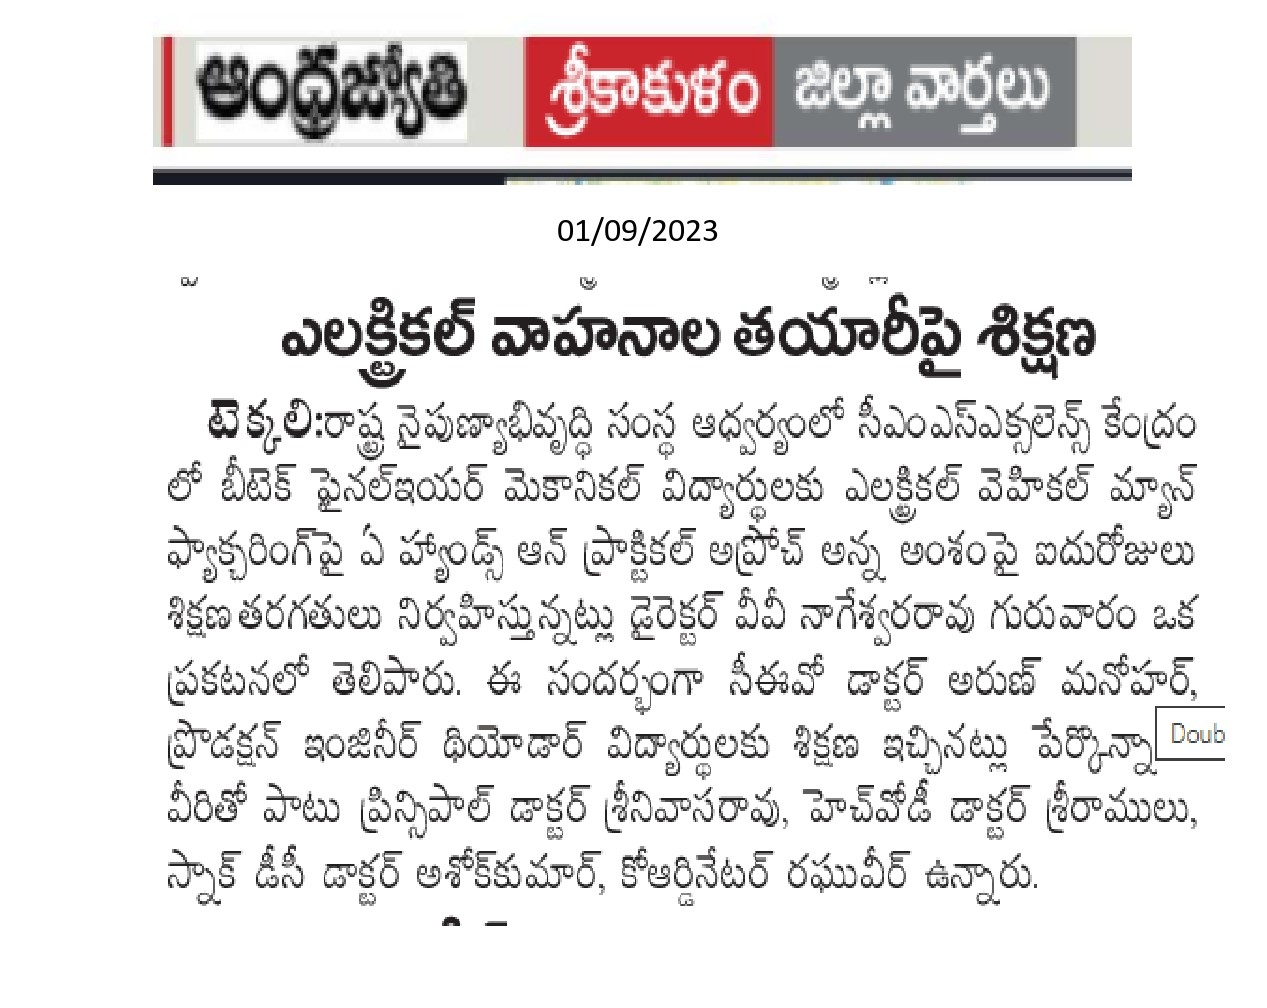 ఆంధ్రజ్యోతి శ్రీకాకుళం జిల్లా వార్తలు
01/09/2023
ఎలక్ట్రికల్ వాహనాల తయారీపై శిక్షణ
టెక్కలి:రాష్ట్ర నైపుణ్యాభివృద్ధి సంస్థ ఆధ్వర్యంలో సీఎంఎస్ఎక్సలెన్స్ కేంద్రం
లో బీటెక్ ఫైనల్ఇయర్ మెకానికల్ విద్యార్థులకు ఎలక్ట్రికల్ వెహికల్ మ్యాన్
ఫ్యాక్చరింగ్‌పై ఏ హ్యాండ్స్ ఆన్ ప్రాక్టికల్ అప్రోచ్ అన్న అంశంపై ఐదురోజులు
శిక్షణతరగతులు నిర్వహిస్తున్నట్లు డైరెక్టర్ వీవీ నాగేశ్వరరావు గురువారం ఒక
ప్రకటనలో తెలిపారు. ఈ సందర్భంగా సీఈవో డాక్టర్ అరుణ్ మనోహర్,
ప్రొడక్షన్ ఇంజినీర్ థియోడార్ విద్యార్థులకు శిక్షణ ఇచ్చినట్లు పేర్కొన్నా Doub
వీరితో పాటు ప్రిన్సిపాల్ డాక్టర్ శ్రీనివాసరావు, హెచ్‌వోడీ డాక్టర్ శ్రీరాములు,
స్నాక్ డీసీ డాక్టర్ అశోక్‌కుమార్, కోఆర్డినేటర్ రఘువీర్ ఉన్నారు.